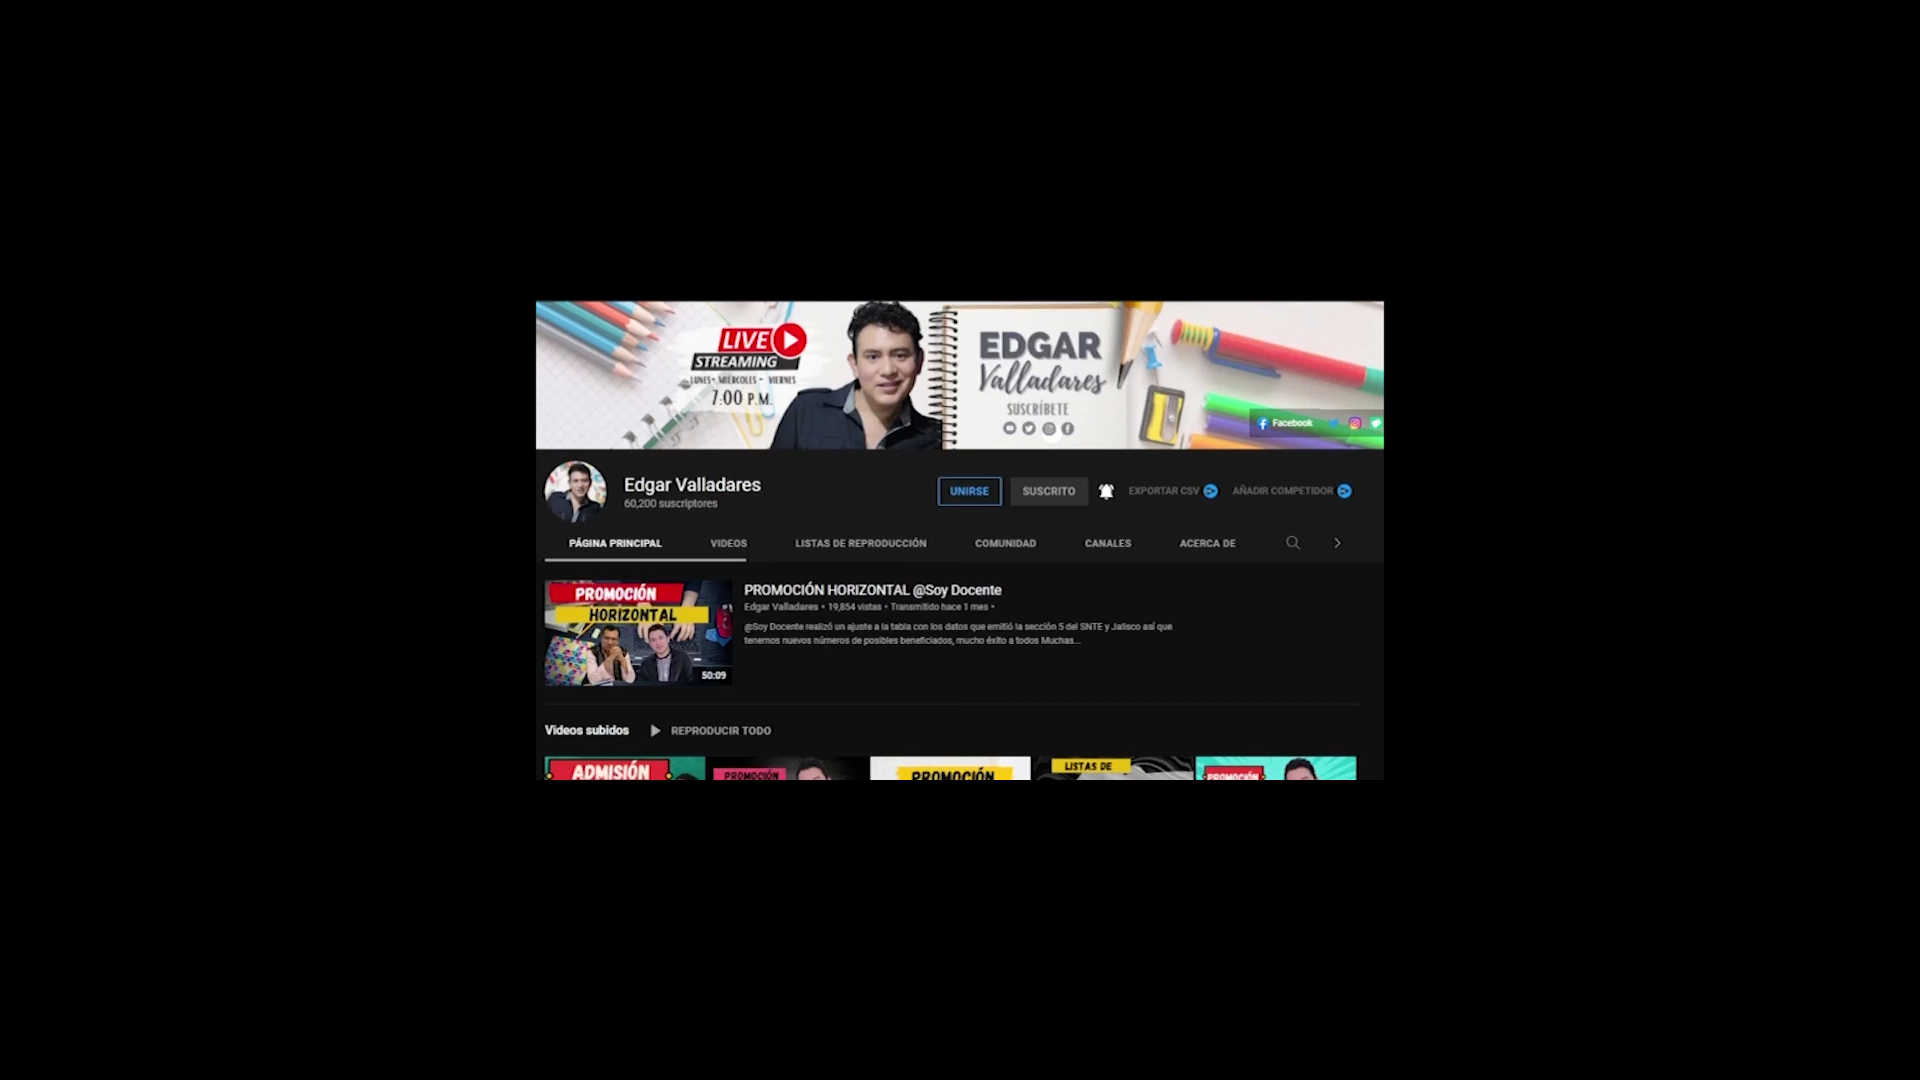 LIVE
STREAMING
LUNES- MIÉRCOLES - VIERNES
7:00 P.M.
EDGAR
Valladares
SUSCRÍBETE
Facebook
Edgar Valladares
60,200 suscriptores
UNIRSE
SUSCRITO
EXPORTAR CSV
AÑADIR COMPETIDOR
PÁGINA PRINCIPAL
VIDEOS
LISTAS DE REPRODUCCIÓN
COMUNIDAD
CANALES
ACERCA DE
PROMOCIÓN
HORIZONTAL
50:09
PROMOCIÓN HORIZONTAL @Soy Docente
Edgar Valladares • 19,854 vistas • Transmitido hace 1 mes •
@Soy Docente realizó un ajuste a la tabla con los datos que emitió la sección 5 del SNTE y Jalisco así que
tenemos nuevos números de posibles beneficiados, mucho éxito a todos Muchas...
Videos subidos
REPRODUCIR TODO
ADMISIÓN
PROMOCIÓN
PROMOCIÓN
LISTAS DE
PROMOCIÓN